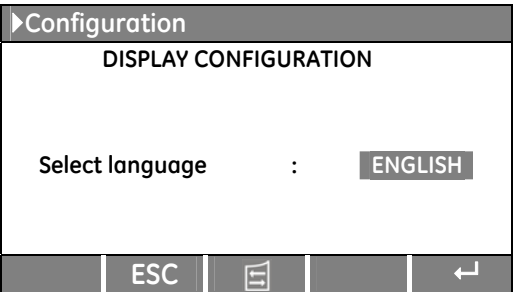 Configuration
DISPLAY CONFIGURATION
Select language : ENGLISH
ESC